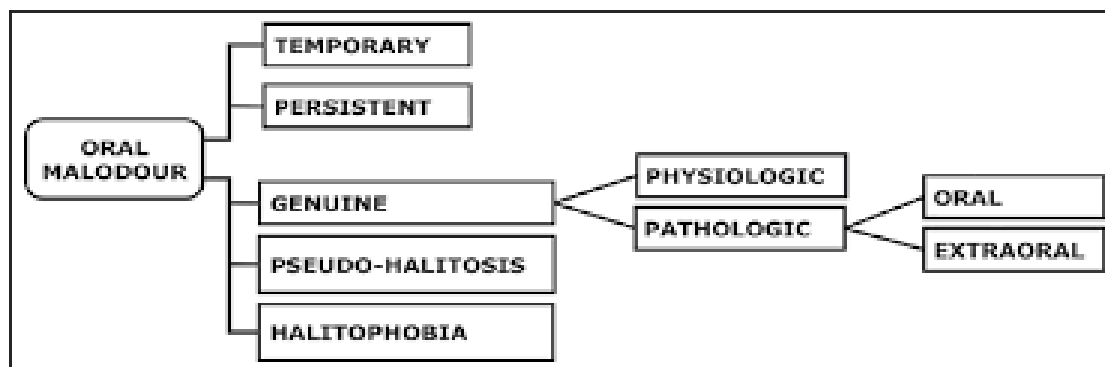 TEMPORARY
PERSISTENT
ORAL
MALODOUR
GENUINE
PSEUDO-HALITOSIS
HALITOPHOBIA
PHYSIOLOGIC
PATHOLOGIC
ORAL
EXTRAORAL